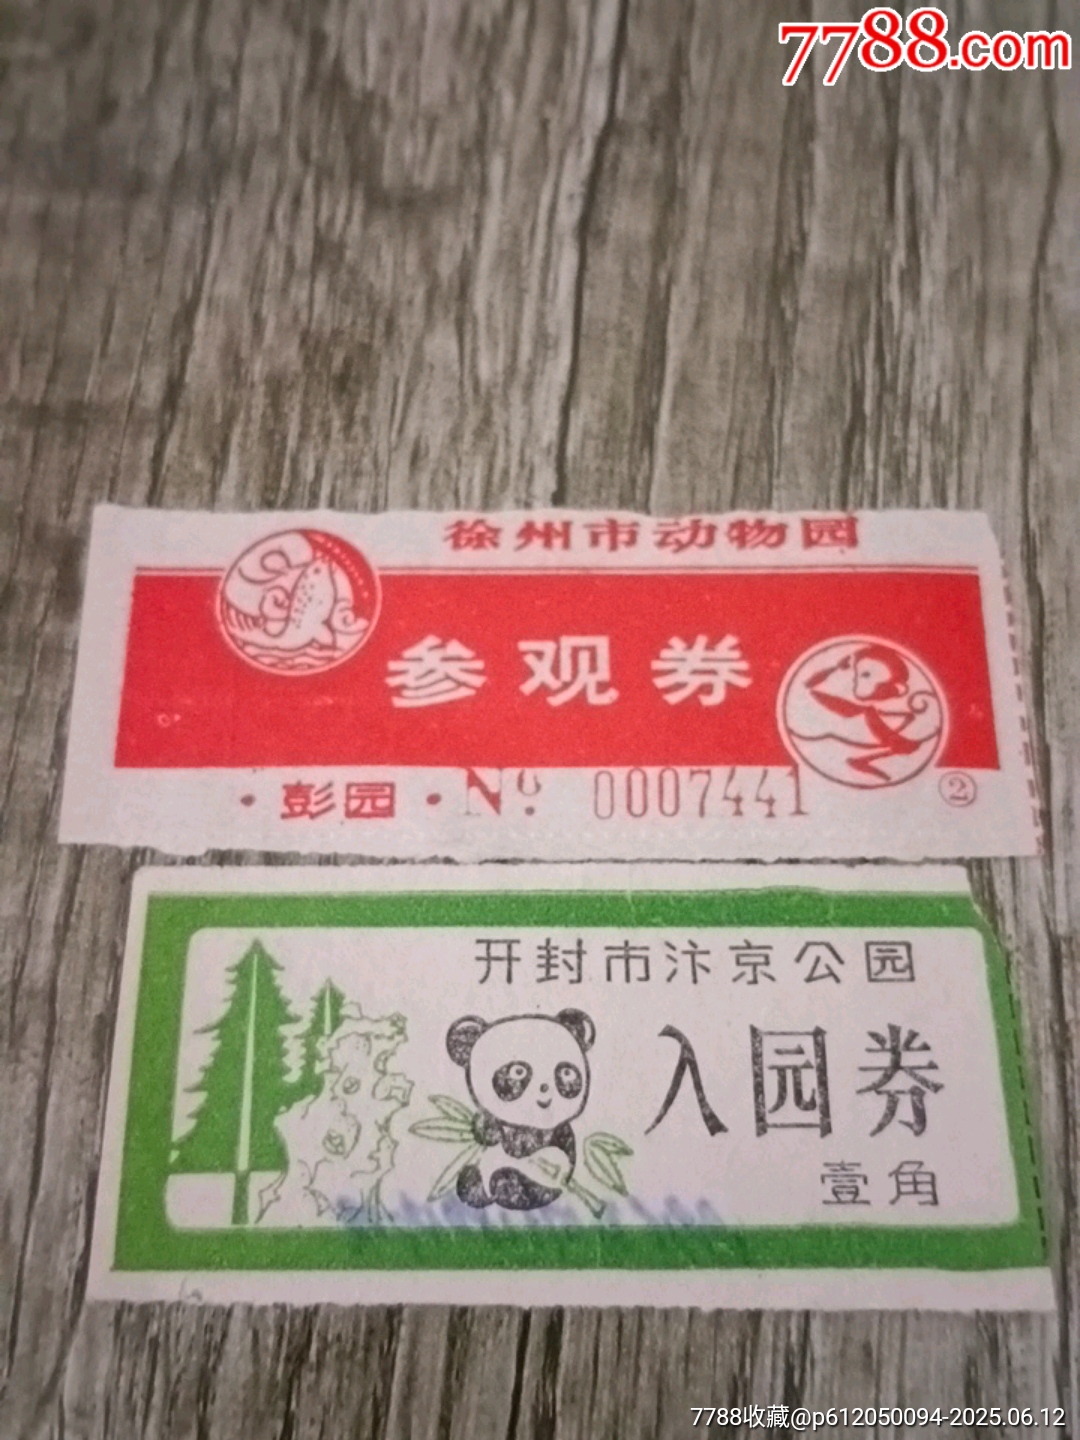 7788.com
徐州市动物园
参观券
·彭园· Nº 0007441
②
开封市汴京公园
入园券
壹角
7788收藏@p612050094-2025.06.12